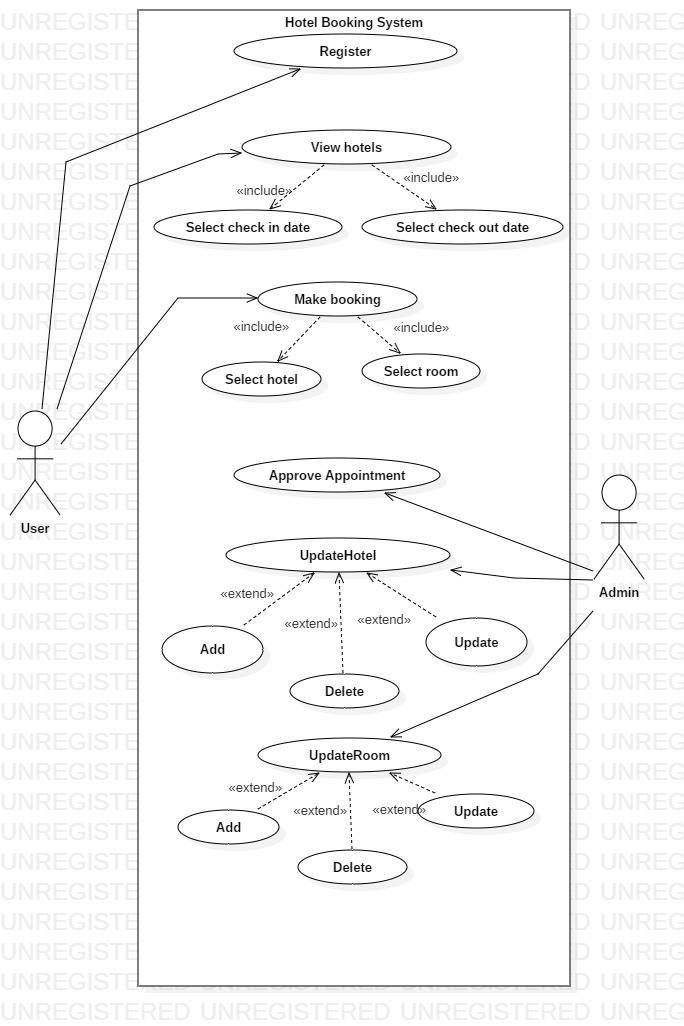 Hotel Booking System
Register
View hotels
«include»
«include»
Select check in date
Select check out date
Make booking
«include»
«include»
Select hotel
Select room
User
Approve Appointment
UpdateHotel
Admin
«extend»
«extend»
«extend»
Add
Update
Delete
UpdateRoom
«extend»
«extend»
«extend»
Add
Update
Delete
UNREGISTERED UNREGISTERED UNREGISTERED UNREGISTERED